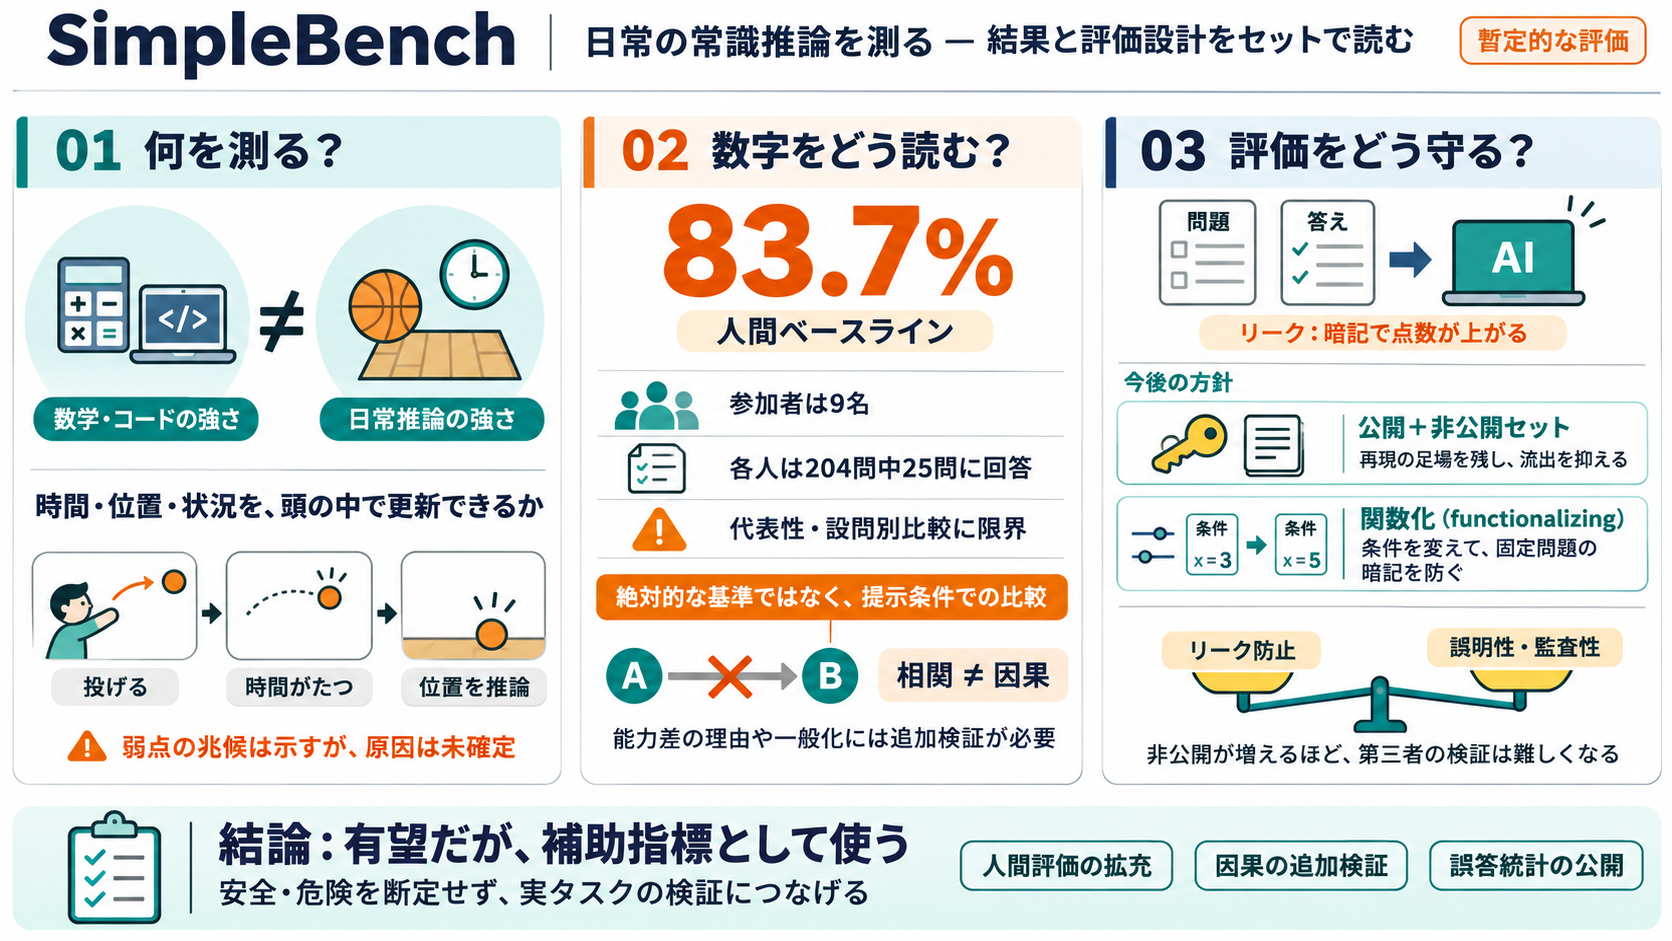 SimpleBench
日常の常識推論を測る — 結果と評価設計をセットで読む
暫定的な評価
01 何を測る？
+ −
× =
</>
≠
数学・コードの強さ
日常推論の強さ
時間・位置・状況を、頭の中で更新できるか
投げる
時間がたつ
位置を推論
! 弱点の兆候は示すが、原因は未確定
02 数字をどう読む？
83.7%
人間ベースライン
参加者は9名
各人は204問中25問に回答
! 代表性・設問別比較に限界
絶対的な基準ではなく、提示条件での比較
A B 相関 ≠ 因果
能力差の理由や一般化には追加検証が必要
03 評価をどう守る？
問題
答え
AI
リーク：暗記で点数が上がる
今後の方針
公開＋非公開セット
再現の足場を残し、流出を抑える
条件
x=3
条件
x=5
関数化（functionalizing）
条件を変えて、固定問題の
暗記を防ぐ
リーク防止
誤明性・監査性
非公開が増えるほど、第三者の検証は難しくなる
結論：有望だが、補助指標として使う
安全・危険を断定せず、実タスクの検証につなげる
人間評価の拡充
因果の追加検証
誤答統計の公開